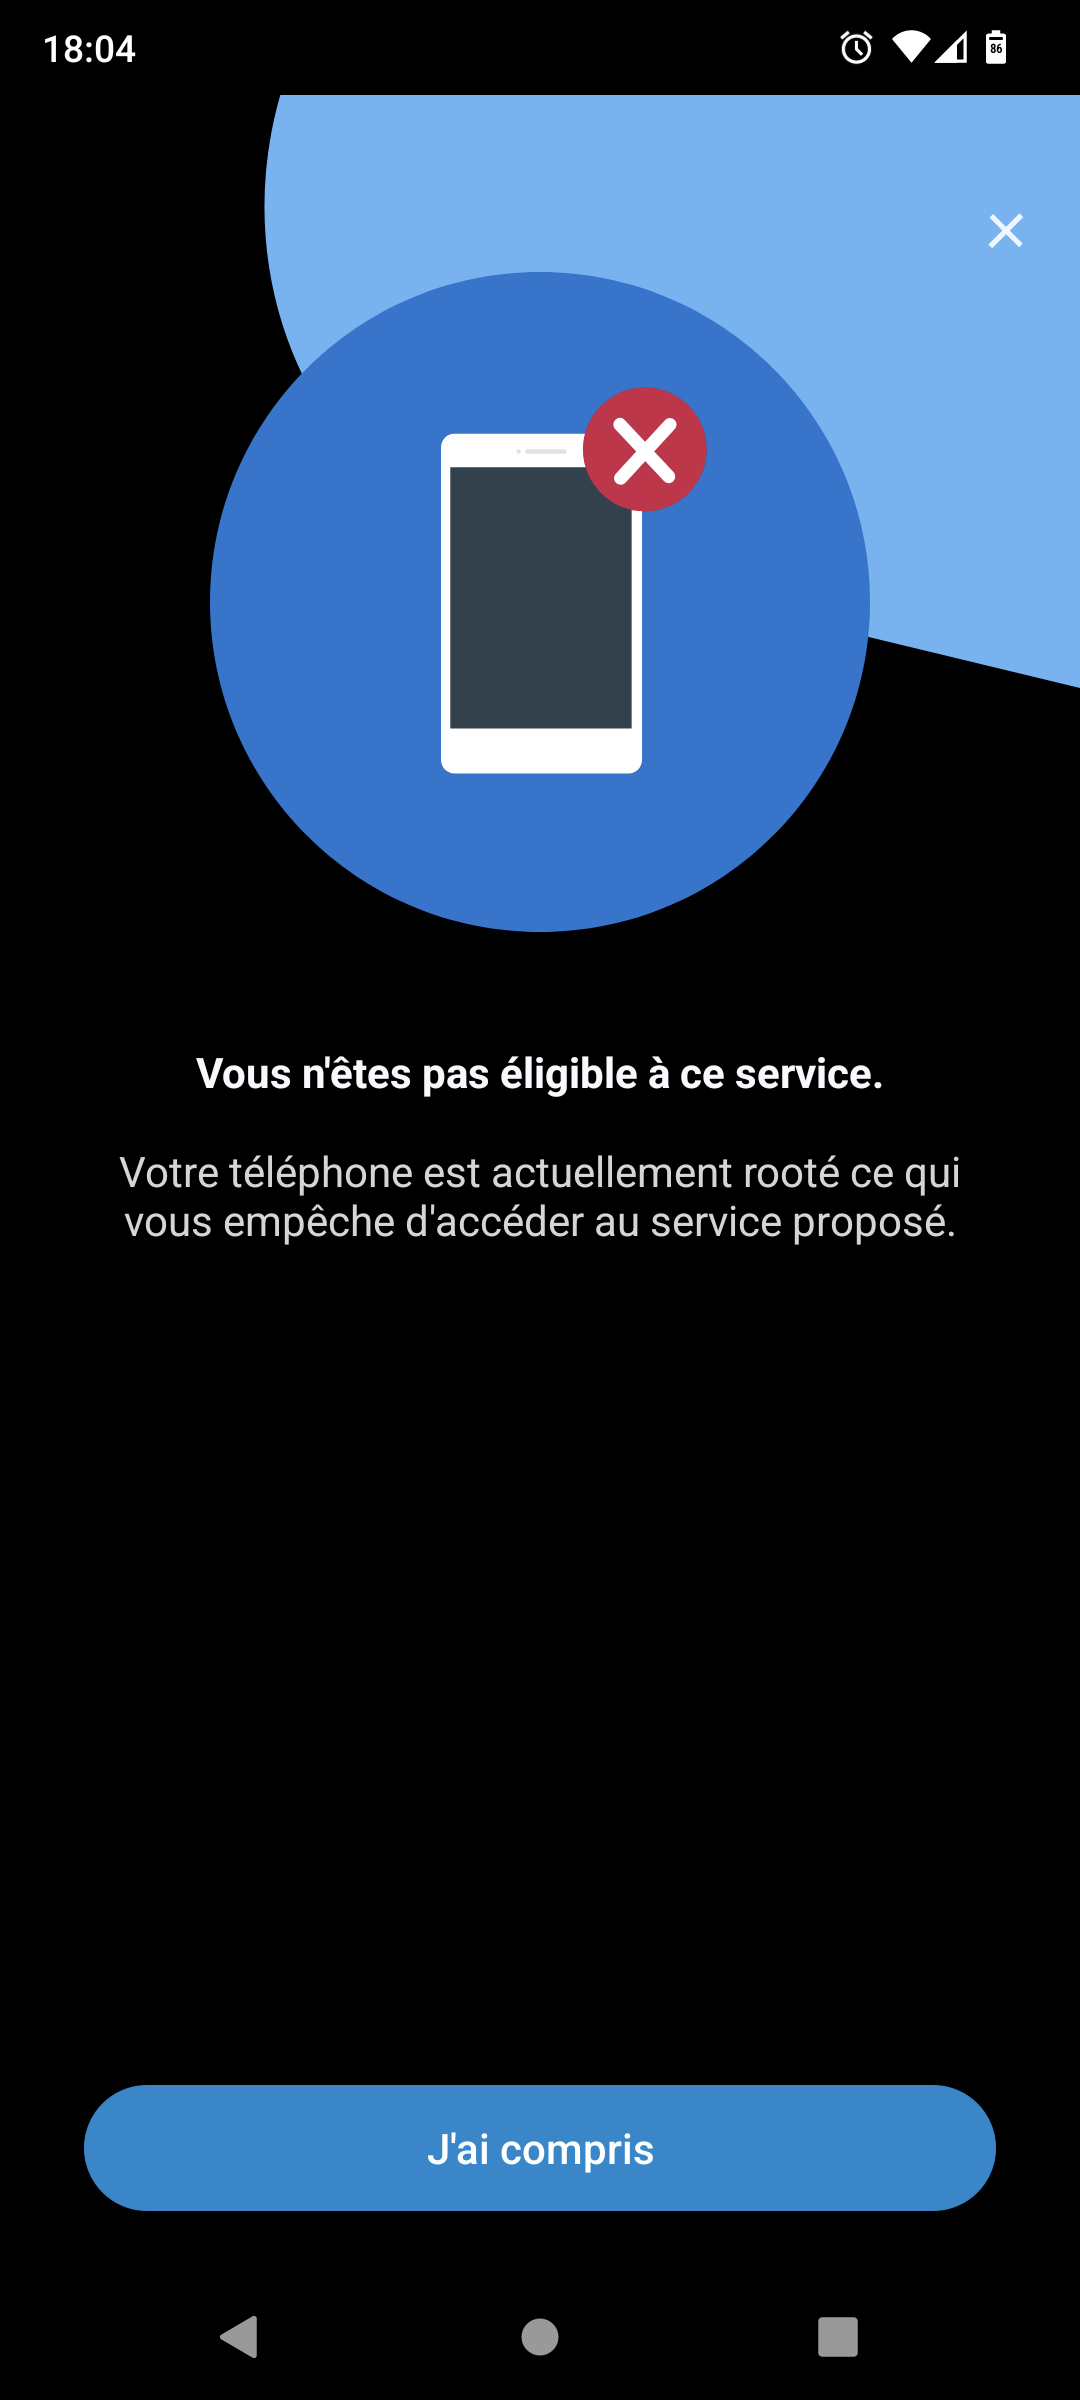 18:04
86
Vous n'êtes pas éligible à ce service.
Votre téléphone est actuellement rooté ce qui
vous empêche d'accéder au service proposé.
J'ai compris